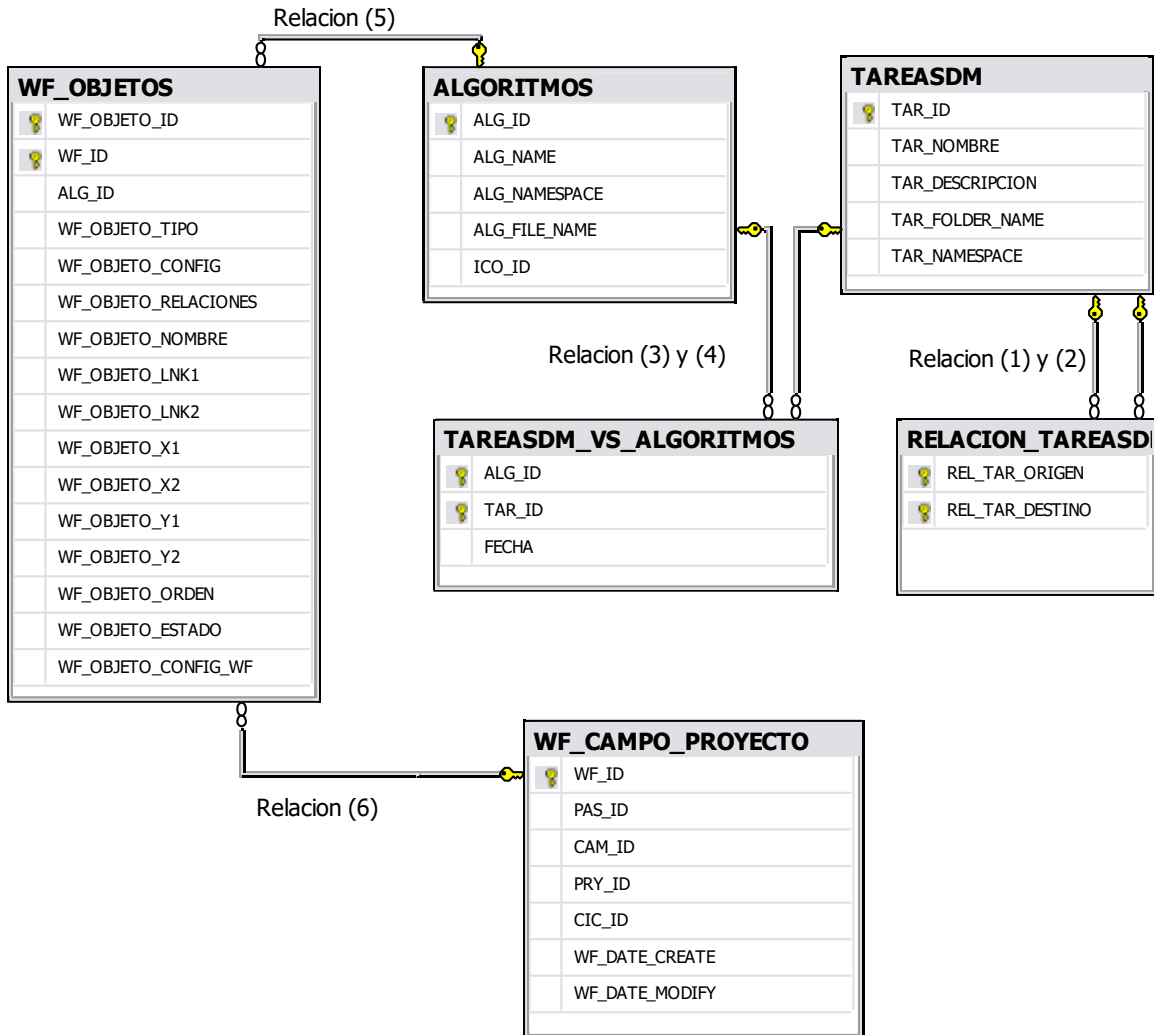 Relacion (5)
WF_OBJETOS
WF_OBJETO_ID
WF_ID
ALG_ID
WF_OBJETO_TIPO
WF_OBJETO_CONFIG
WF_OBJETO_RELACIONES
WF_OBJETO_NOMBRE
WF_OBJETO_LNK1
WF_OBJETO_LNK2
WF_OBJETO_X1
WF_OBJETO_X2
WF_OBJETO_Y1
WF_OBJETO_Y2
WF_OBJETO_ORDEN
WF_OBJETO_ESTADO
WF_OBJETO_CONFIG_WF
ALGORITMOS
ALG_ID
ALG_NAME
ALG_NAMESPACE
ALG_FILE_NAME
ICO_ID
TAREASDM
TAR_ID
TAR_NOMBRE
TAR_DESCRIPCION
TAR_FOLDER_NAME
TAR_NAMESPACE
Relacion (3) y (4)
Relacion (1) y (2)
TAREASDM_VS_ALGORITMOS
ALG_ID
TAR_ID
FECHA
RELACION_TAREASD
REL_TAR_ORIGEN
REL_TAR_DESTINO
Relacion (6)
WF_CAMPO_PROYECTO
WF_ID
PAS_ID
CAM_ID
PRY_ID
CIC_ID
WF_DATE_CREATE
WF_DATE_MODIFY